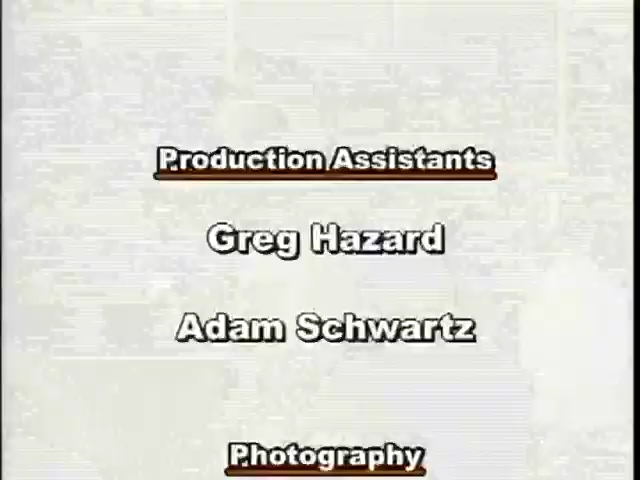 Production Assistants
Greg Hazard
Adam Schwartz
Photography